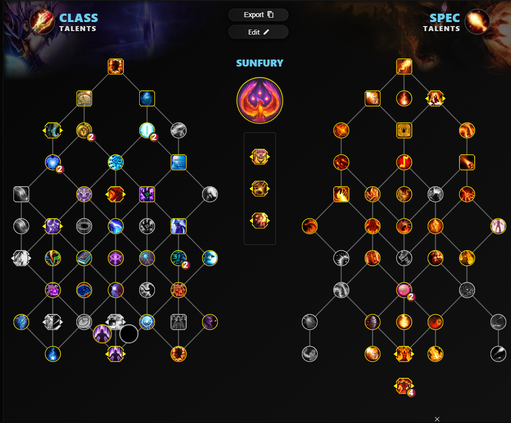 CLASS
TALENTS
Export
Edit
SPEC
TALENTS
SUNFURY
2
2
2
2
2
4